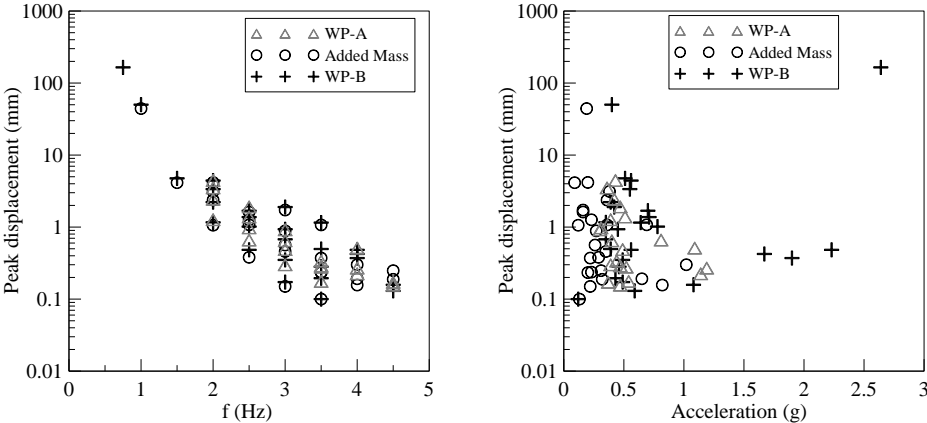 1000
100
10
1
0.1
0.01
Peak displacement (mm)
0
1
2
3
4
5
f (Hz)
WP-A
Added Mass
WP-B
1000
100
10
1
0.1
0.01
Peak displacement (mm)
0
0.5
1
1.5
2
2.5
3
Acceleration (g)
WP-A
Added Mass
WP-B